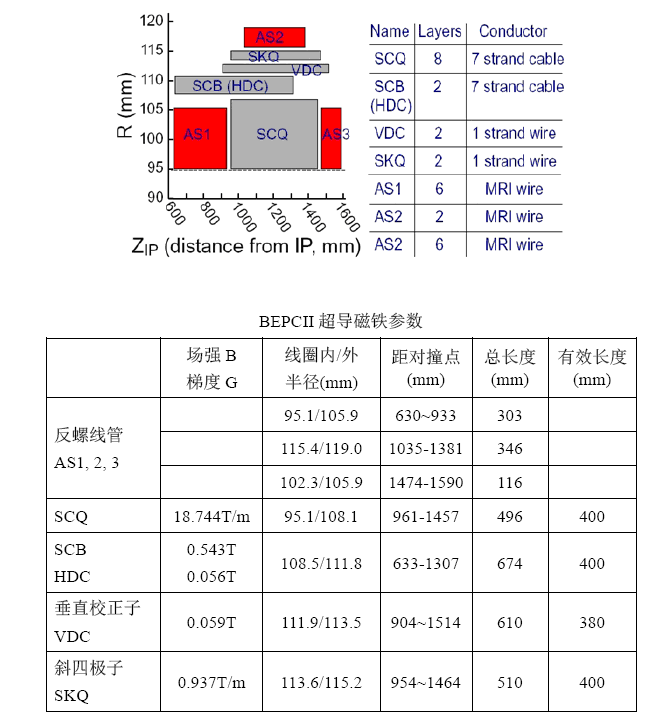 120
115
110
105
100
95
90
R (mm)
AS2
SKQ
VDC
SCB (HDC)
AS1
SCQ
AS3
600
800
1000
1200
1400
1600
Z_IP (distance from IP, mm)
Name Layers Conductor
SCQ 8 7 strand cable
SCB 2 7 strand cable
(HDC)
VDC 2 1 strand wire
SKQ 2 1 strand wire
AS1 6 MRI wire
AS2 2 MRI wire
AS2 6 MRI wire
BEPCII 超导磁铁参数
场强 B 线圈内/外 距对撞点 总长度 有效长度
梯度 G 半径(mm) (mm) (mm) (mm)
95.1/105.9 630~933 303
反螺线管
AS1, 2, 3
115.4/119.0 1035-1381 346
102.3/105.9 1474-1590 116
SCQ 18.744T/m 95.1/108.1 961-1457 496 400
SCB 0.543T
HDC 0.056T
108.5/111.8 633-1307 674 400
垂直校正子
VDC
0.059T 111.9/113.5 904~1514 610 380
斜四极子
SKQ
0.937T/m 113.6/115.2 954~1464 510 400